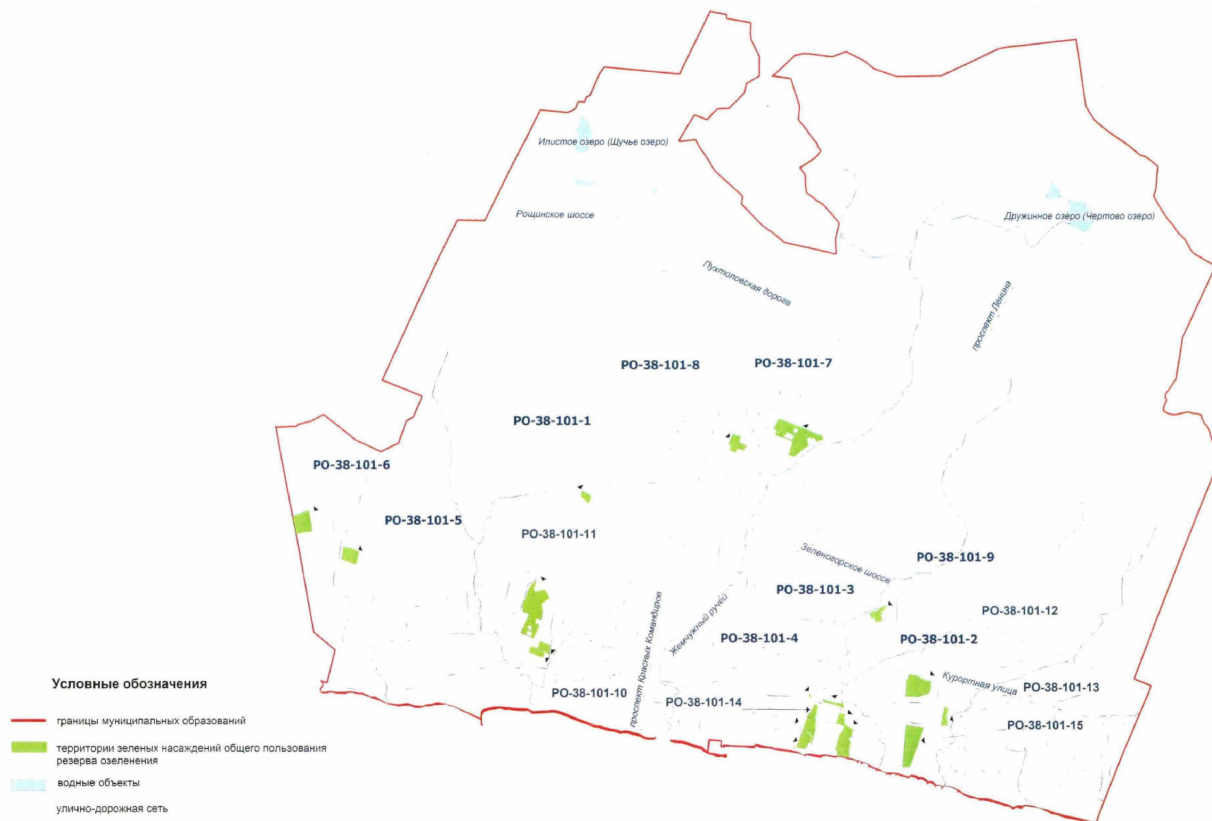 Илистое озеро (Щучье озеро)
Рощинское шоссе
Дружинное озеро (Чертово озеро)
Пухтоловская дорога
проспект Ленина
РО-38-101-8
РО-38-101-7
РО-38-101-1
РО-38-101-6
РО-38-101-5
РО-38-101-11
Зеленогорское шоссе
РО-38-101-9
РО-38-101-3
РО-38-101-12
проспект Красных Командиров
Жемчужный ручей
РО-38-101-4
РО-38-101-2
Курортная улица
РО-38-101-13
РО-38-101-10
РО-38-101-14
РО-38-101-15
Условные обозначения
границы муниципальных образований
территории зеленых насаждений общего пользования
резерва озеленения
водные объекты
улично-дорожная сеть